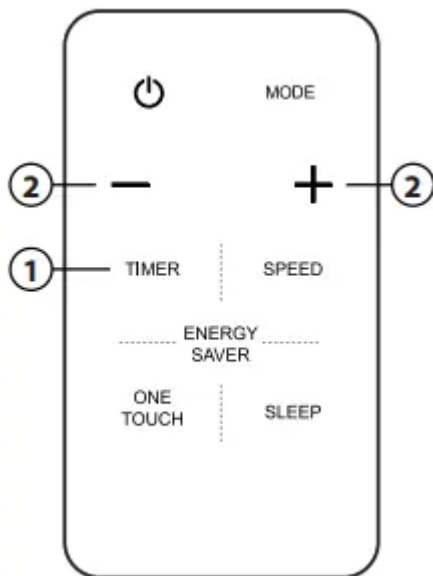 MODE
2 − + 2
1 TIMER SPEED
ENERGY
SAVER
ONE
TOUCH SLEEP